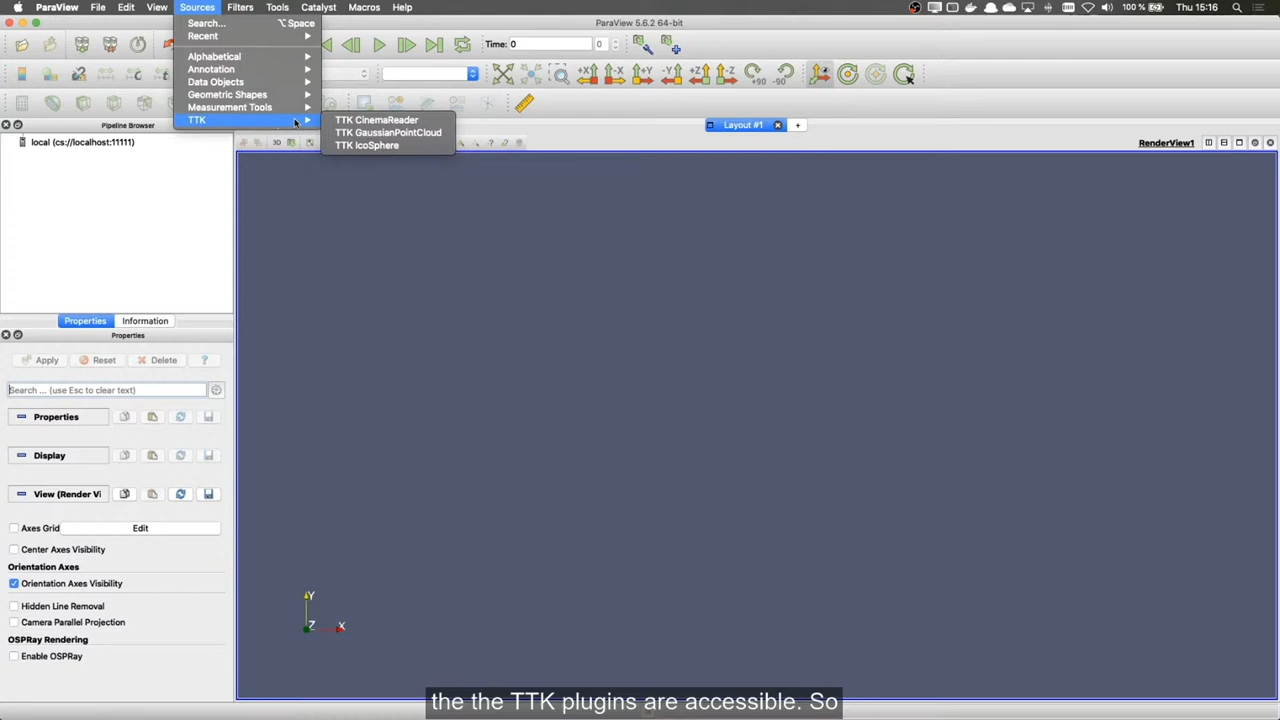 ParaView File Edit View Sources Filters Tools Catalyst Macros Help 100 % Thu 15:16
ParaView 5.6.2 64-bit
Search... ⌥Space
Recent
Alphabetical
Annotation
Data Objects
Geometric Shapes
Measurement Tools
TTK
TTK CinemaReader
TTK GaussianPointCloud
TTK IcoSphere
Time: 0 0
+X -X +Y -Y +Z -Z +90 -90
Pipeline Browser
Layout #1 +
local (cs://localhost:11111)
3D
RenderView1
Properties Information
Properties
Apply Reset Delete ?
Search ... (use Esc to clear text)
Properties
Display
View (Render Vi
Axes Grid Edit
Center Axes Visibility
Orientation Axes
Orientation Axes Visibility
Hidden Line Removal
Camera Parallel Projection
OSPRay Rendering
Enable OSPRay
Y
Z X
the the TTK plugins are accessible. So